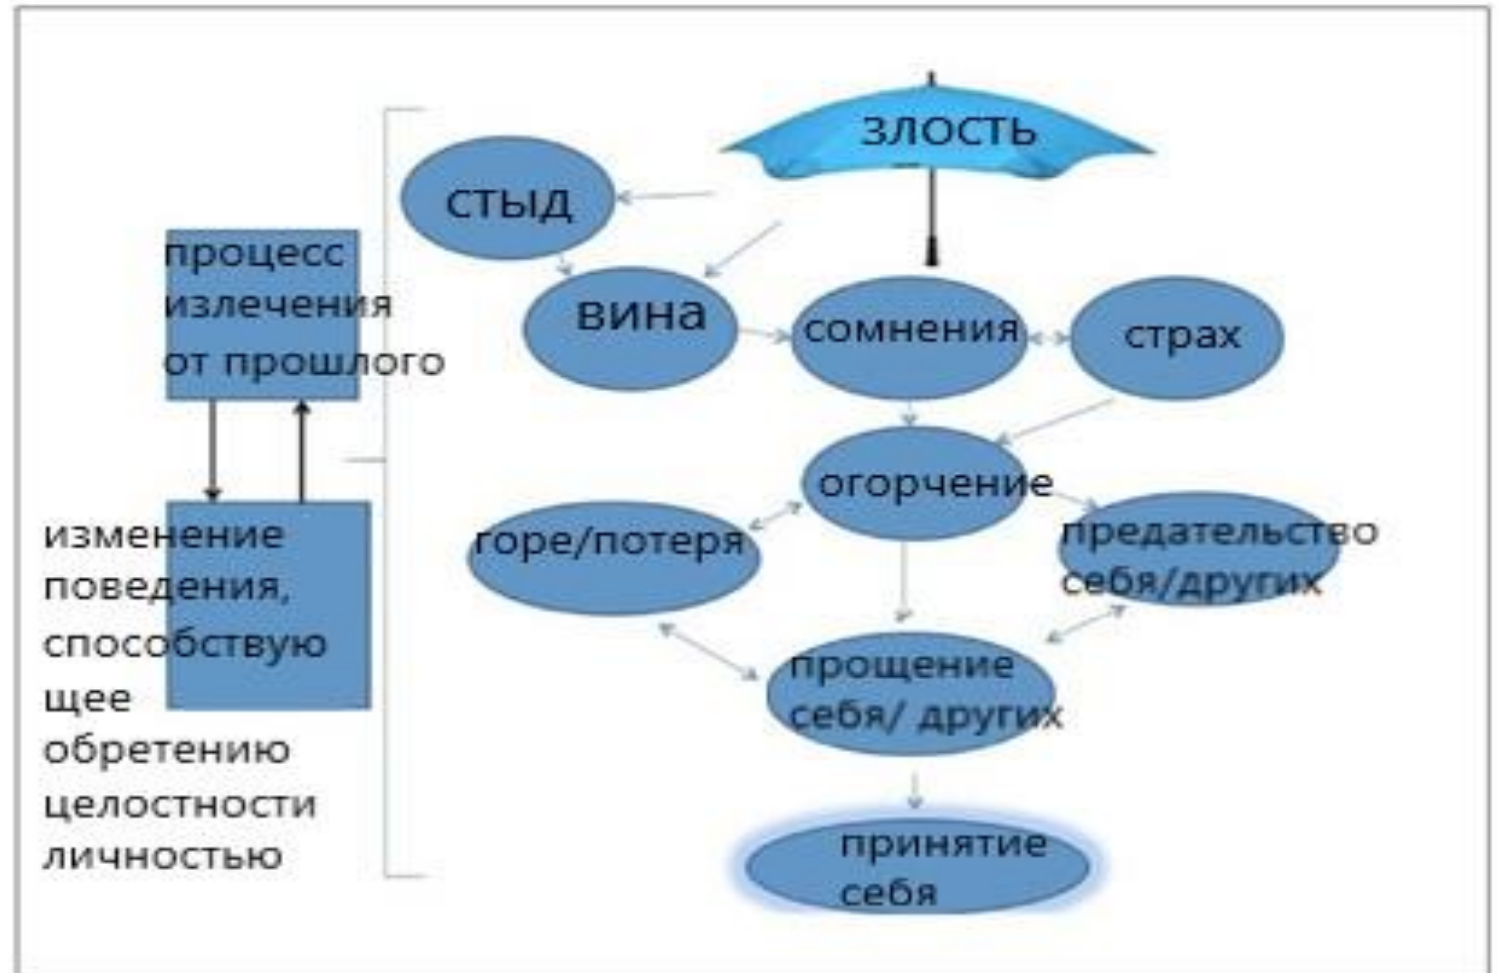 злость
стыд
процесс
излечения
от прошлого
вина
сомнения
страх
огорчение
горе/потеря
предательство
себя/других
изменение
поведения,
способствую
щее
обретению
целостности
личностью
прощение
себя/ других
принятие
себя